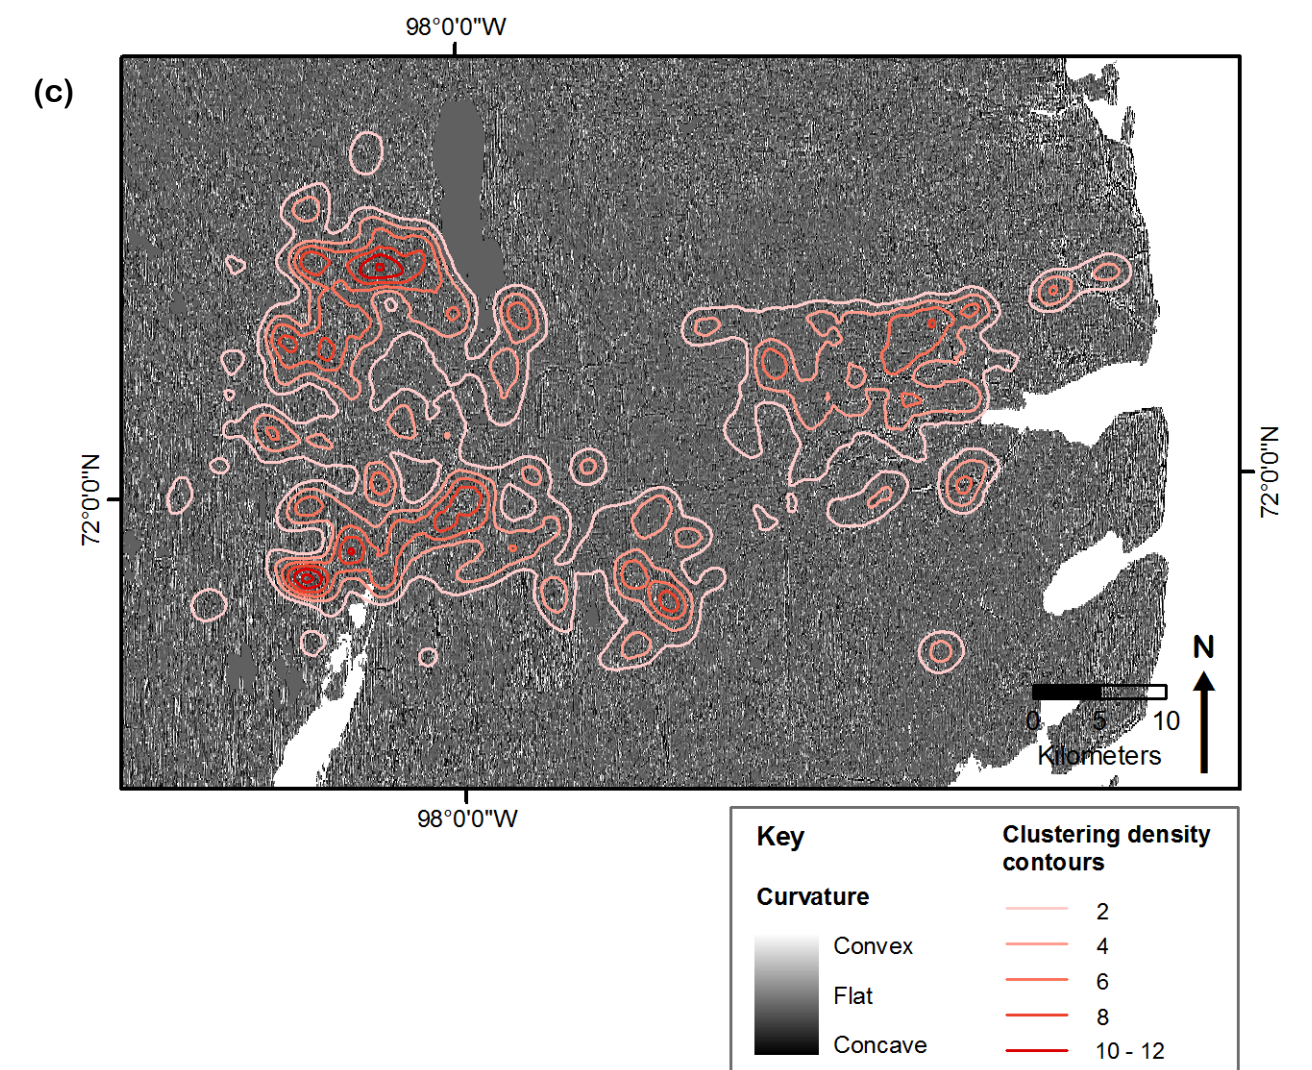 98°0'0"W
(c)
72°0'0"N
72°0'0"N
N
0 5 10
Kilometers
98°0'0"W
Key
Clustering density
contours
Curvature
2
Convex
4
6
Flat
8
Concave
10 - 12